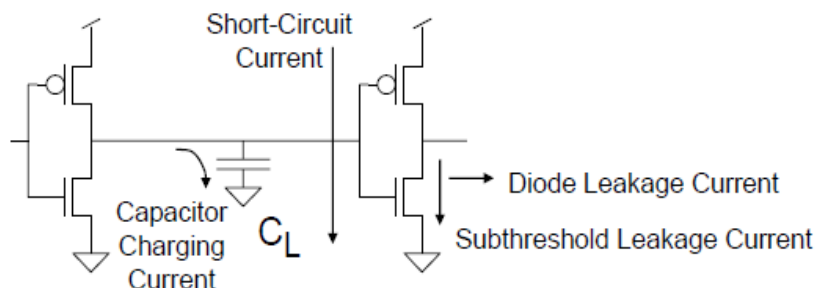 Short-Circuit
Current
Diode Leakage Current
Capacitor
Charging
Current
C_L
Subthreshold Leakage Current